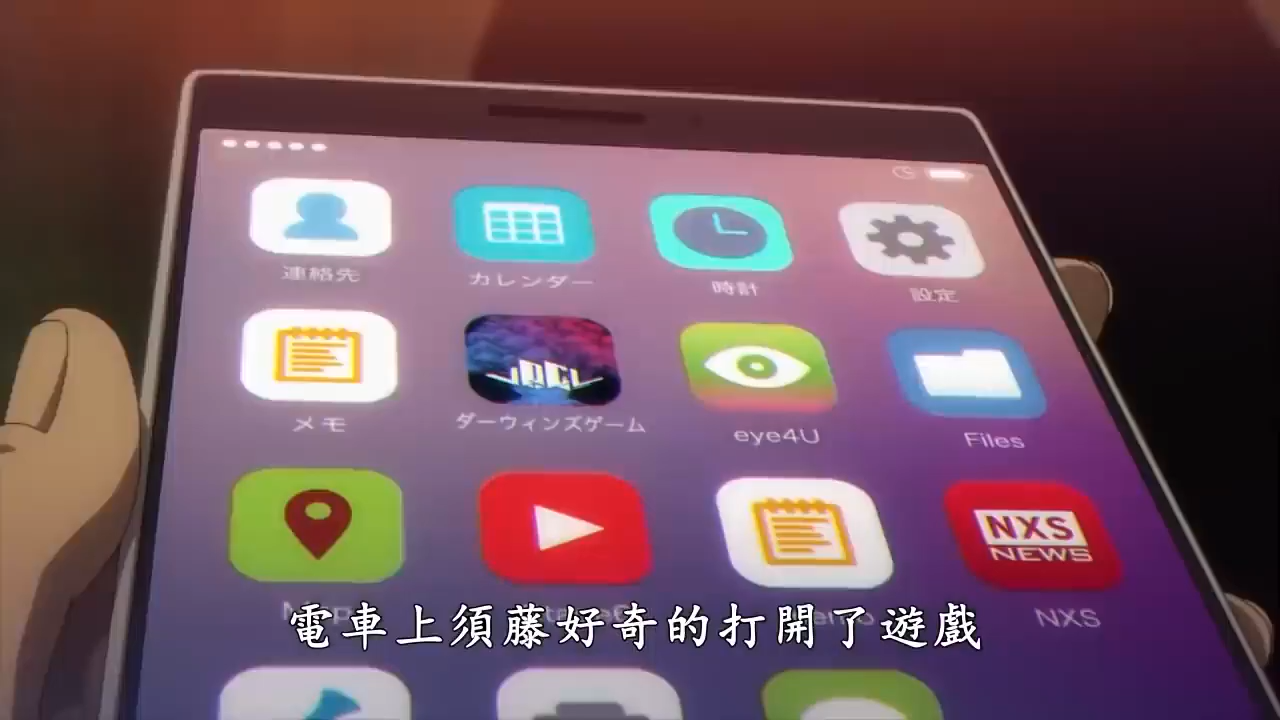 連絡先
カレンダー
時計
設定
メモ
ダーウィンズゲーム
eye4U
Files
NXS
NEWS
NXS
電車上須藤好奇的打開了遊戲